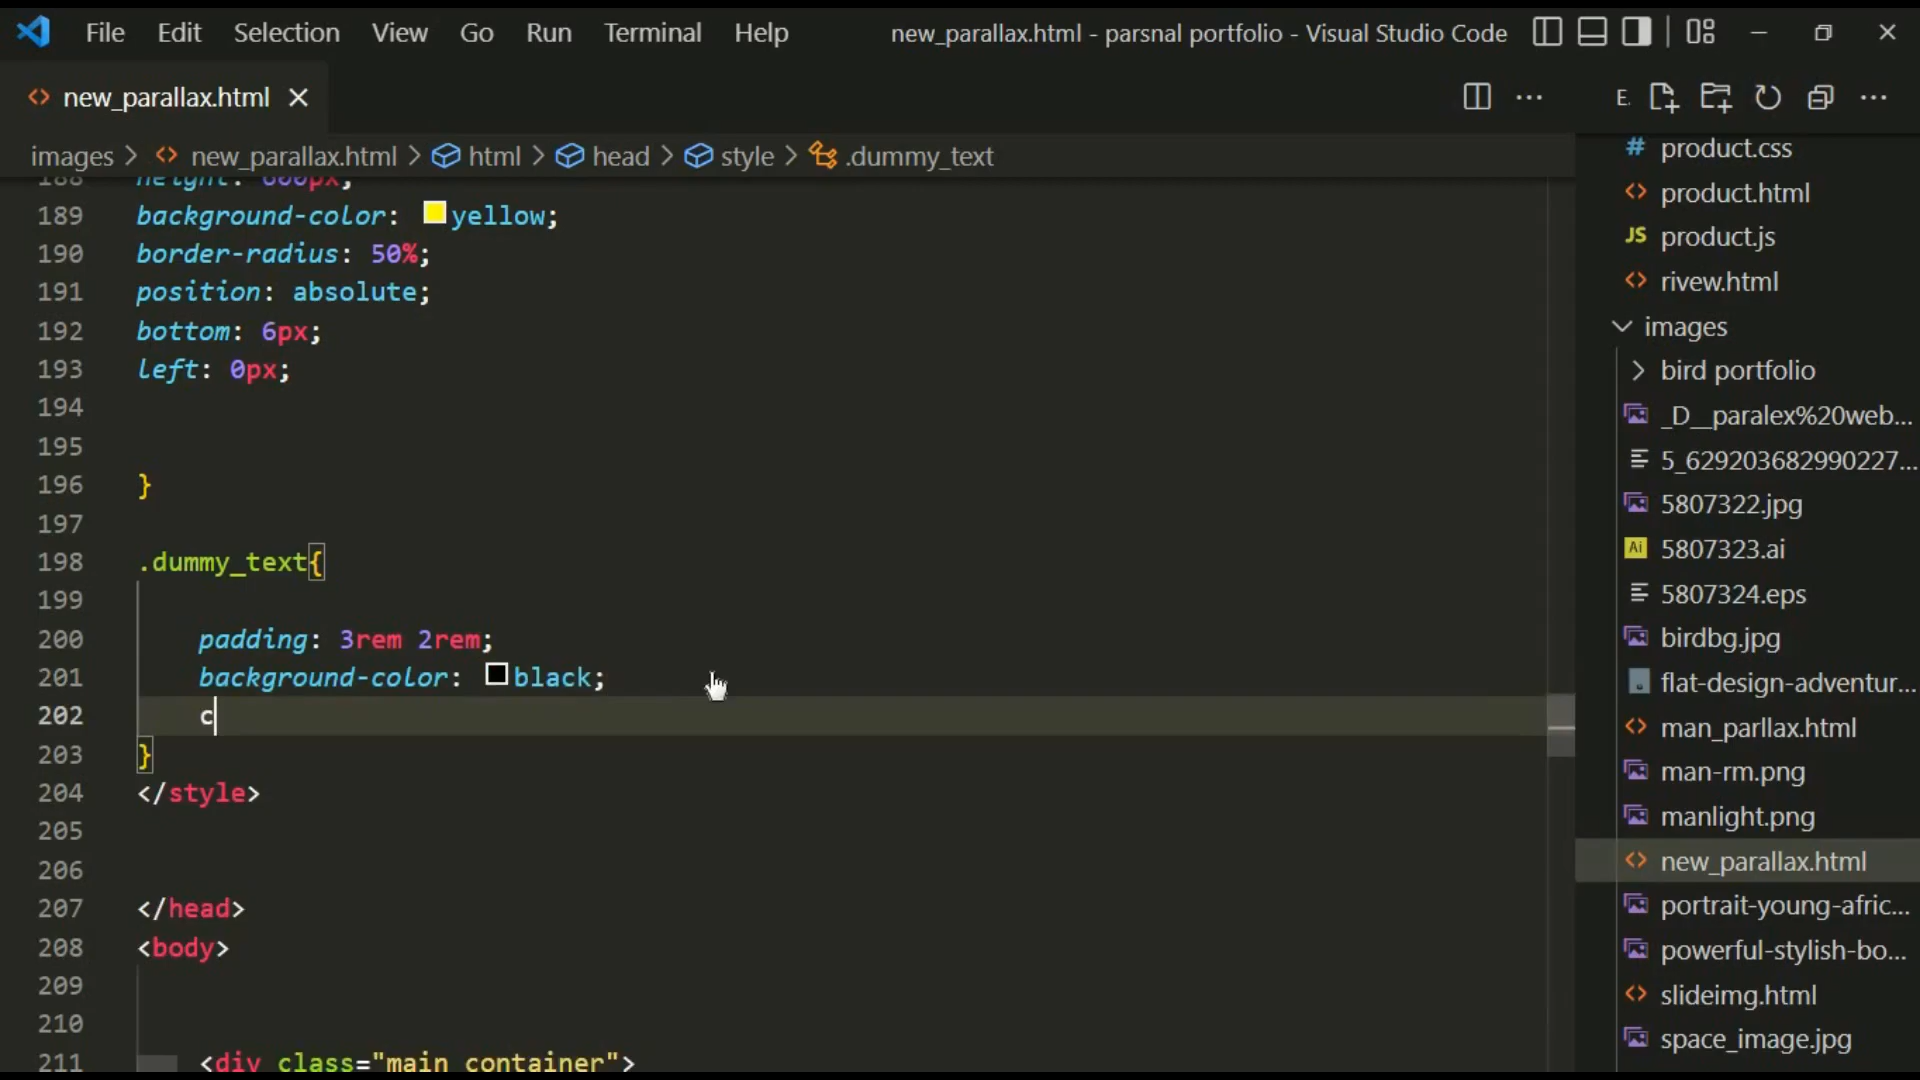 File Edit Selection View Go Run Terminal Help new_parallax.html - parsnal portfolio - Visual Studio Code
new_parallax.html
E.
images > new_parallax.html > html > head > style > .dummy_text
188 height: 600px;
189 background-color: yellow;
190 border-radius: 50%;
191 position: absolute;
192 bottom: 6px;
193 left: 0px;
194
195
196 }
197
198 .dummy_text{
199
200 padding: 3rem 2rem;
201 background-color: black;
202 c
203 }
204 </style>
205
206
207 </head>
208 <body>
209
210
211 <div class="main container">
# product.css
<> product.html
JS product.js
<> rivew.html
images
> bird portfolio
_D__paralex%20web...
5_629203682990227...
5807322.jpg
Ai 5807323.ai
5807324.eps
birdbg.jpg
flat-design-adventur...
<> man_parllax.html
man-rm.png
manlight.png
<> new_parallax.html
portrait-young-afric...
powerful-stylish-bo...
<> slideimg.html
space_image.jpg